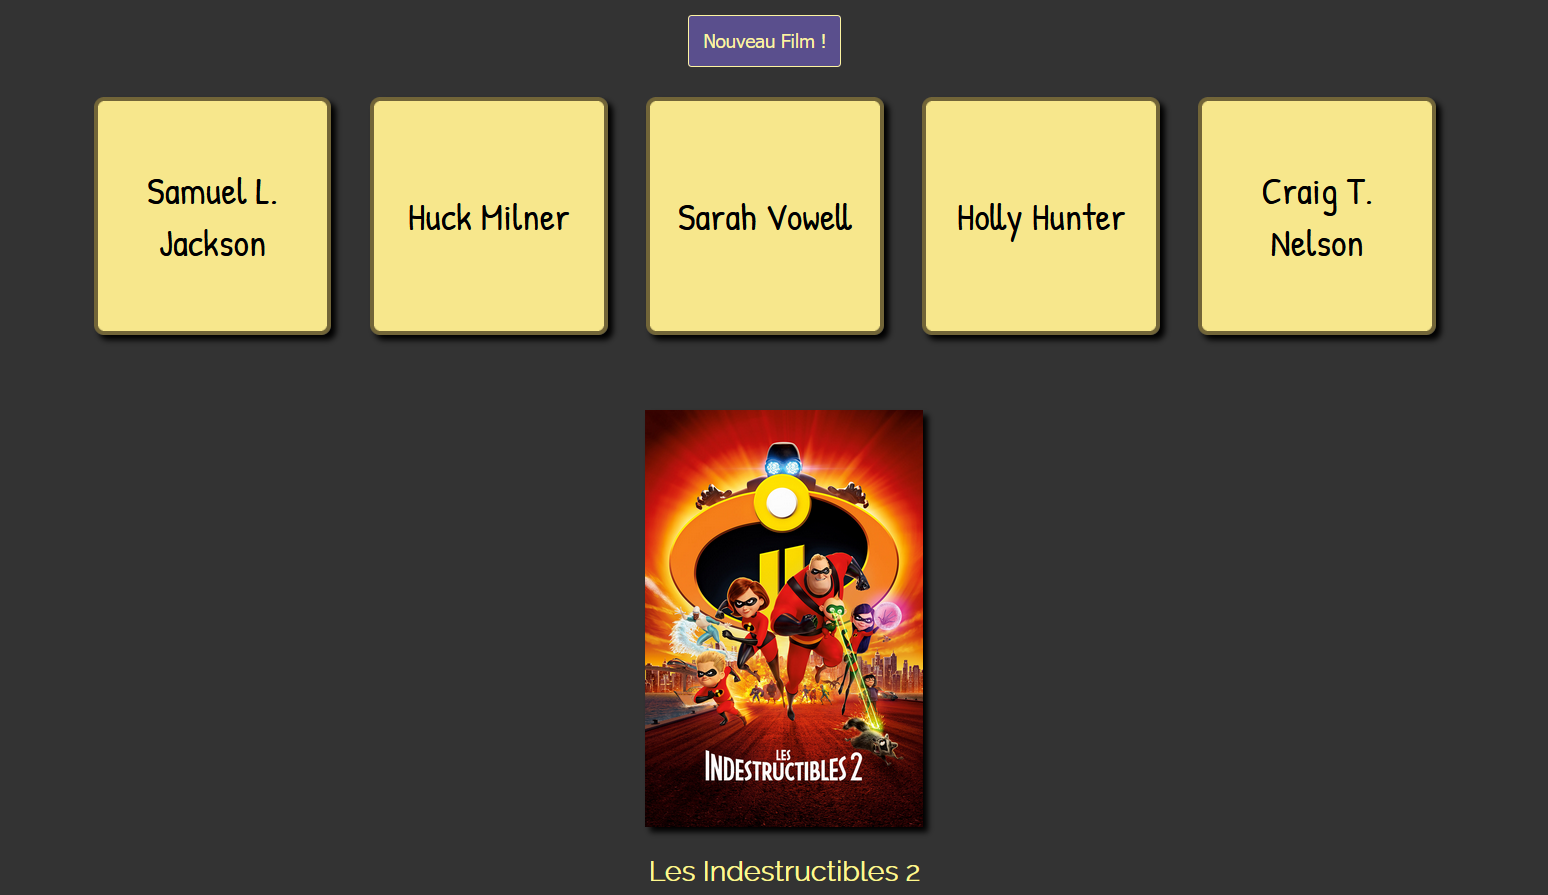 Nouveau Film !
Samuel L.
Jackson
Huck Milner
Sarah Vowell
Holly Hunter
Craig T.
Nelson
LES
INDESTRUCTIBLES 2
Les Indestructibles 2